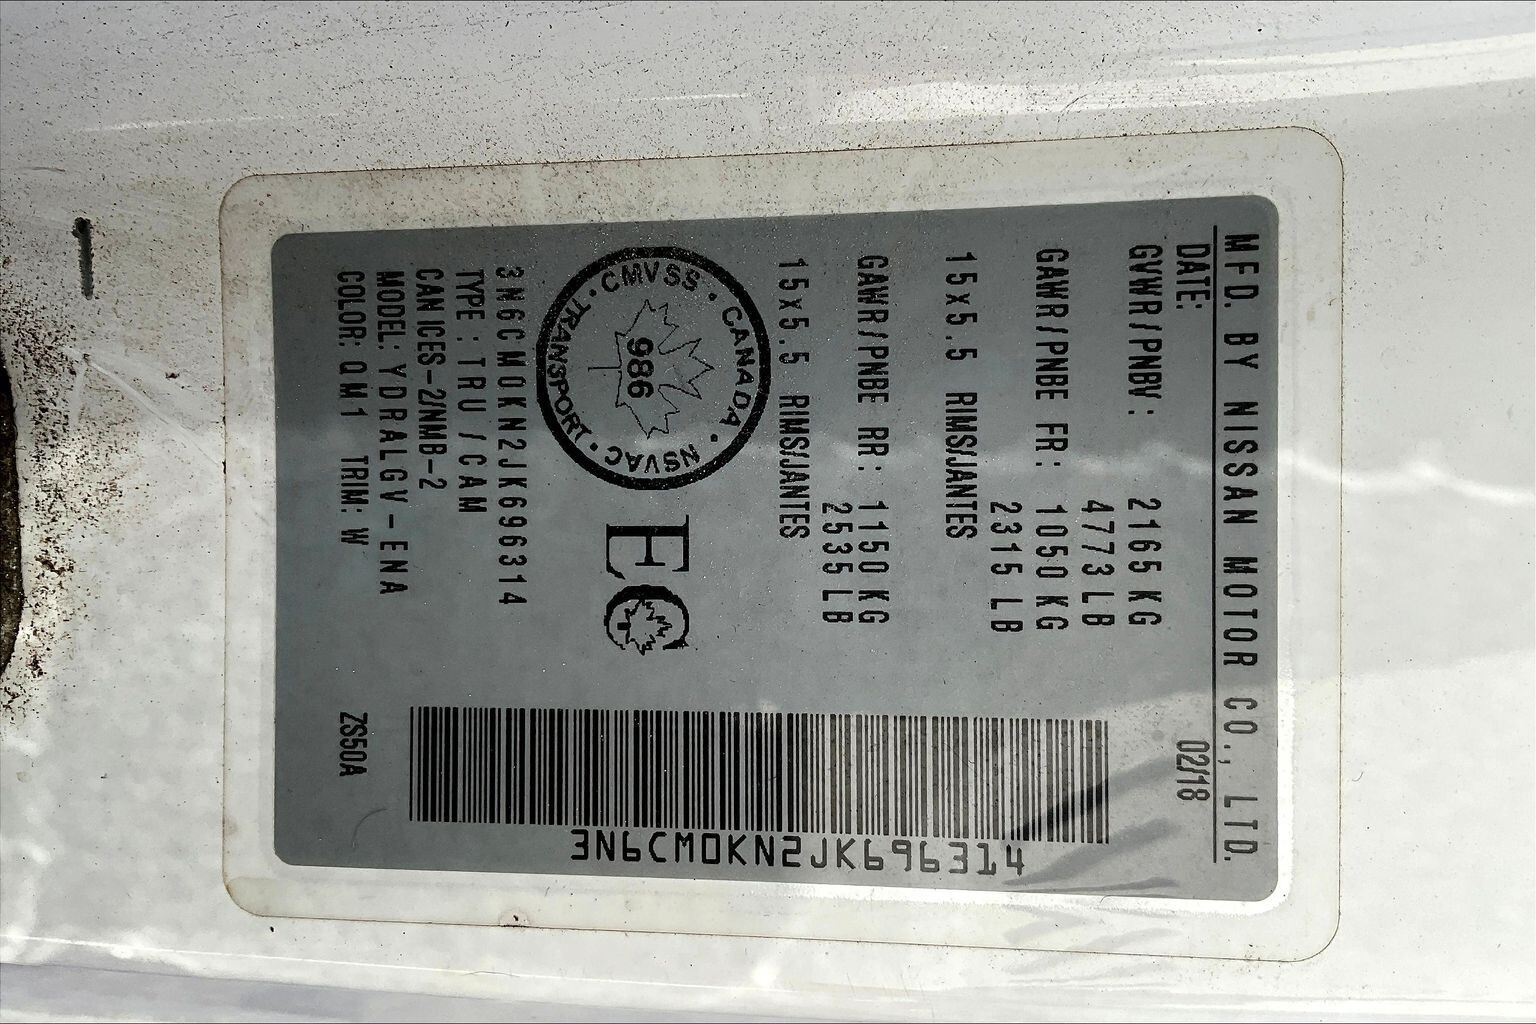 MFD. BY NISSAN MOTOR CO., LTD.
DATE: 02/18
GVWR/PNBV: 2165 KG
4773 LB
GAWR/PNBE FR: 1050 KG
2315 LB
15x5.5 RIMS/JANTES
GAWR/PNBE RR: 1150 KG
2535 LB
15x5.5 RIMS/JANTES
CMVSS · CANADA · NSVAC · TRANSPORT ·
986
EC
3N6CM0KN2JK696314
TYPE: TRU/CAM
CAN ICES-2/NMB-2
MODEL: YDRALGV-ENA
COLOR: QM1 TRIM: W
ZS50A
3N6CM0KN2JK696314